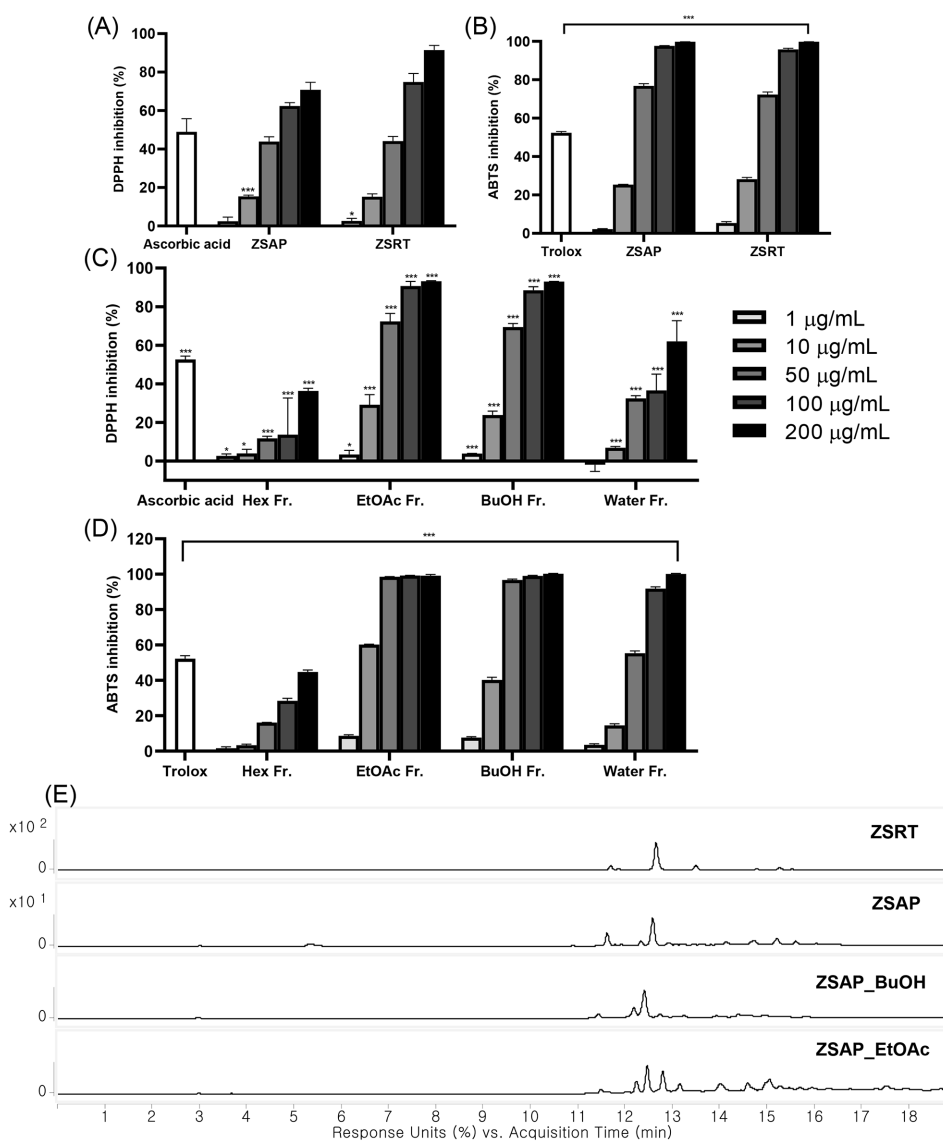 (A)
DPPH inhibition (%)
100
80
60
40
20
0
***
*
Ascorbic acid ZSAP ZSRT
(B)
ABTS inhibition (%)
100
80
60
40
20
0
***
Trolox ZSAP ZSRT
(C)
DPPH inhibition (%)
100
80
60
40
20
0
***
* * *** *** ***
* *** *** *** ***
*** *** *** *** ***
*** *** *** ***
Ascorbic acid Hex Fr. EtOAc Fr. BuOH Fr. Water Fr.
1 μg/mL
10 μg/mL
50 μg/mL
100 μg/mL
200 μg/mL
(D)
ABTS inhibition (%)
120
100
80
60
40
20
0
***
Trolox Hex Fr. EtOAc Fr. BuOH Fr. Water Fr.
(E)
x10 2
0
ZSRT
x10 1
0
ZSAP
0
ZSAP_BuOH
0
ZSAP_EtOAc
1 2 3 4 5 6 7 8 9 10 11 12 13 14 15 16 17 18
Response Units (%) vs. Acquisition Time (min)